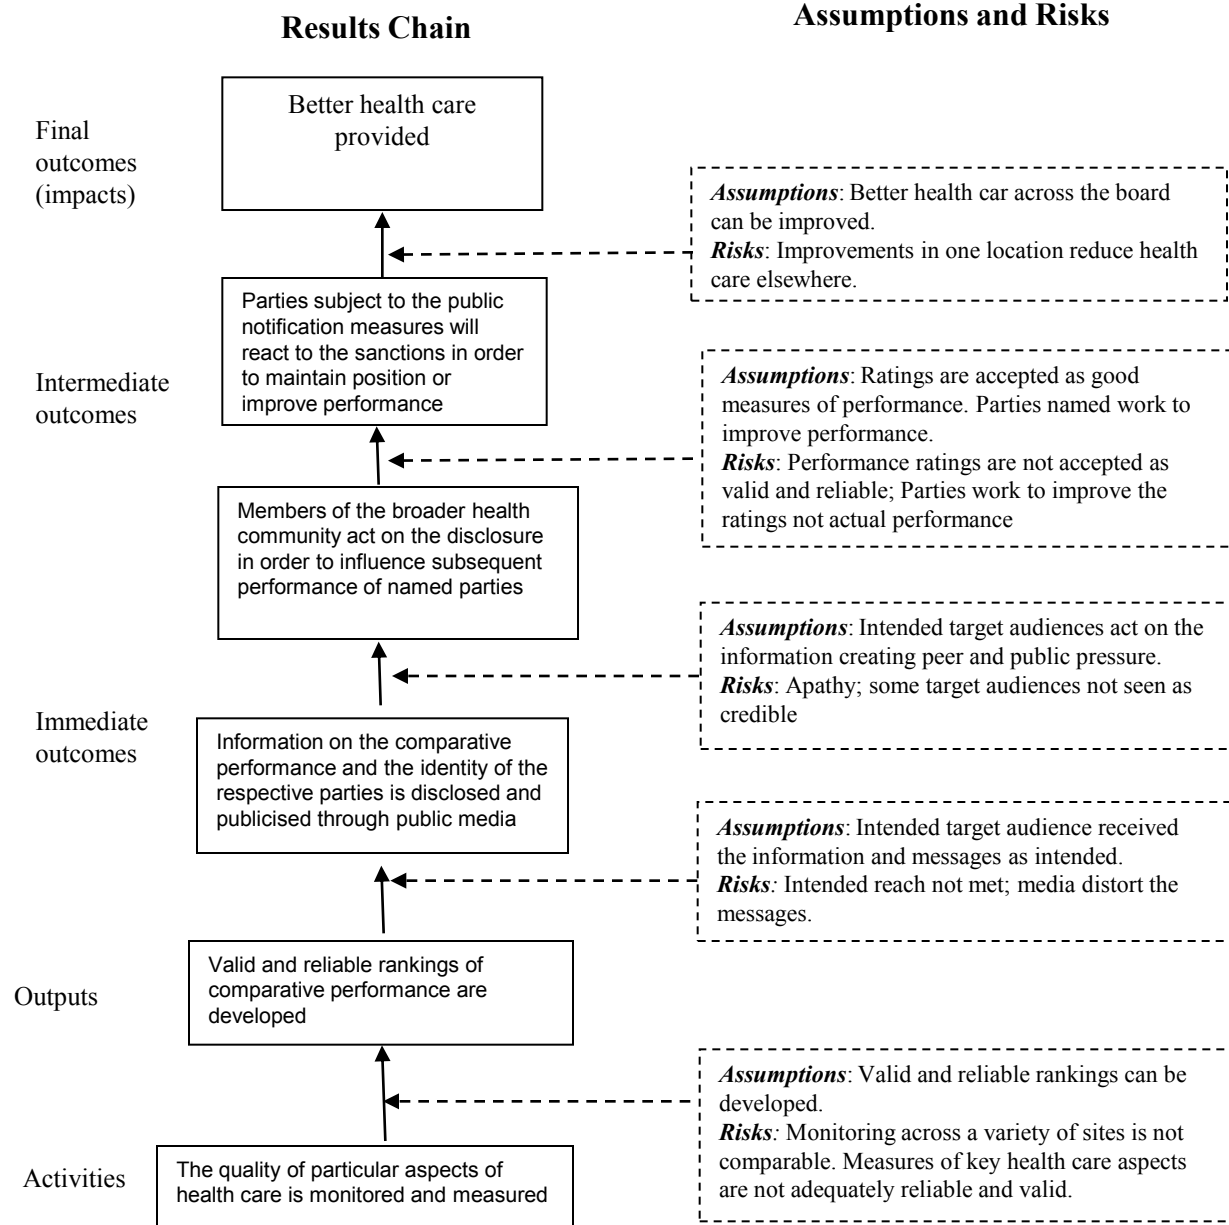 Results Chain
Assumptions and Risks
Final
outcomes
(impacts)
Better health care
provided
Assumptions: Better health car across the board
can be improved.
Risks: Improvements in one location reduce health
care elsewhere.
Intermediate
outcomes
Parties subject to the public
notification measures will
react to the sanctions in order
to maintain position or
improve performance
Assumptions: Ratings are accepted as good
measures of performance. Parties named work to
improve performance.
Risks: Performance ratings are not accepted as
valid and reliable; Parties work to improve the
ratings not actual performance
Members of the broader health
community act on the disclosure
in order to influence subsequent
performance of named parties
Assumptions: Intended target audiences act on the
information creating peer and public pressure.
Risks: Apathy; some target audiences not seen as
credible
Immediate
outcomes
Information on the comparative
performance and the identity of the
respective parties is disclosed and
publicised through public media
Assumptions: Intended target audience received
the information and messages as intended.
Risks: Intended reach not met; media distort the
messages.
Outputs
Valid and reliable rankings of
comparative performance are
developed
Assumptions: Valid and reliable rankings can be
developed.
Risks: Monitoring across a variety of sites is not
comparable. Measures of key health care aspects
are not adequately reliable and valid.
Activities
The quality of particular aspects of
health care is monitored and measured